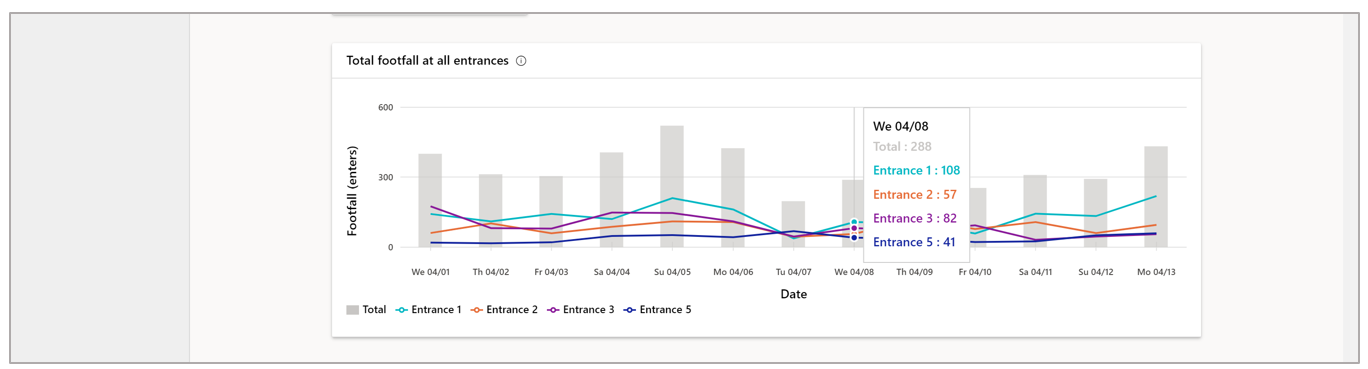 Total footfall at all entrances
600
300
0
Footfall (enters)
We 04/08
Total : 288
Entrance 1 : 108
Entrance 2 : 57
Entrance 3 : 82
Entrance 5 : 41
We 04/01 Th 04/02 Fr 04/03 Sa 04/04 Su 04/05 Mo 04/06 Tu 04/07 We 04/08 Th 04/09 Fr 04/10 Sa 04/11 Su 04/12 Mo 04/13
Date
Total Entrance 1 Entrance 2 Entrance 3 Entrance 5